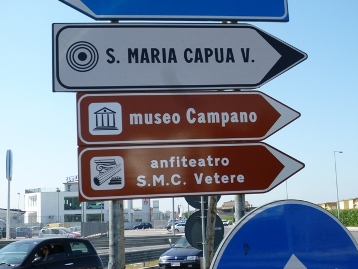 S. MARIA CAPUA V.
museo Campano
anfiteatro
S.M.C. Vetere